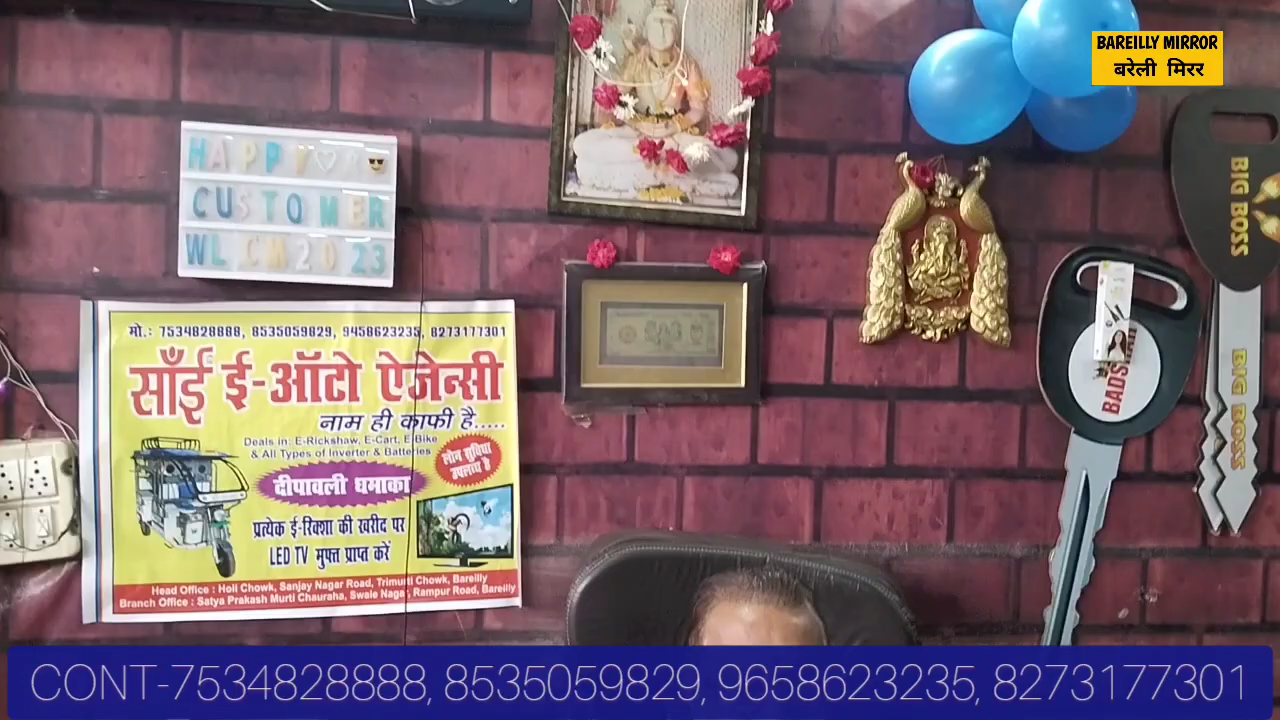 BAREILLY MIRROR
बरेली मिरर
HAPPY
CUSTOMER
WLCM2023
मो.: 7534828888, 8535059829, 9458623235, 8273177301
साँई ई-ऑटो ऐजेन्सी
नाम ही काफी है.....
Deals in: E-Rickshaw, E-Cart, E Bike
& All Types of Inverter & Batteries
लोन सुविधा
उपलब्ध है
दीपावली धमाका
प्रत्येक ई-रिक्शा की खरीद पर
LED TV मुफ्त प्राप्त करें
Head Office : Holi Chowk, Sanjay Nagar Road, Trimurti Chowk, Bareilly
Branch Office : Satya Prakash Murti Chauraha, Swale Nagar, Rampur Road, Bareilly
BIG BOSS
BIG BOSS
CONT-7534828888, 8535059829, 9658623235, 8273177301